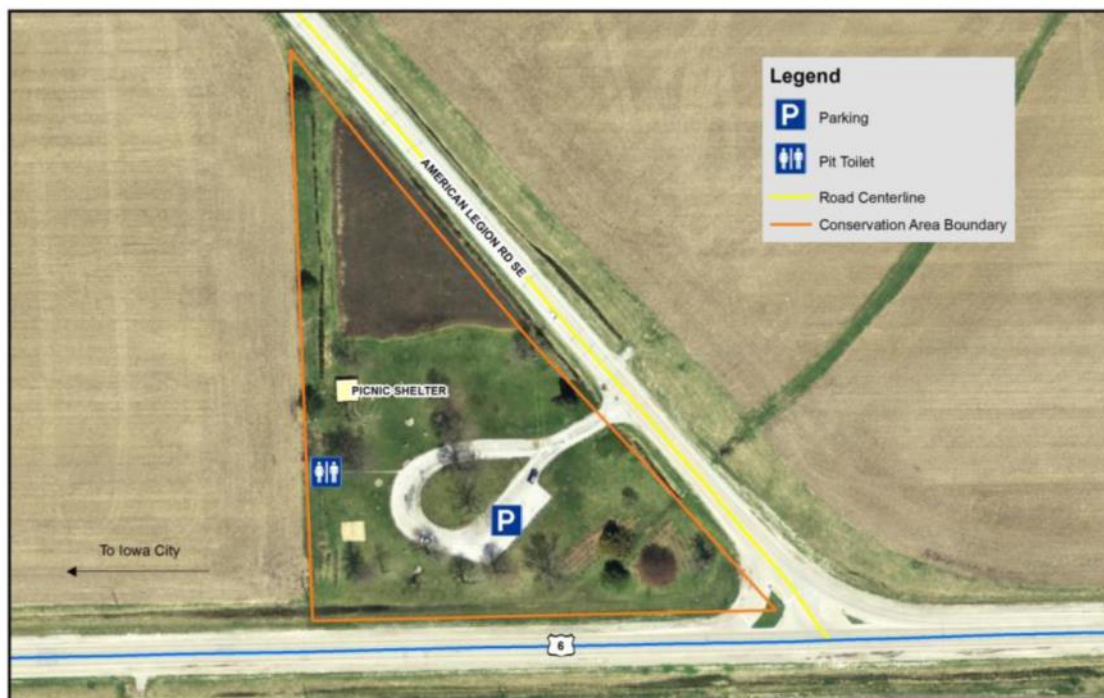 Legend
P
Parking
Pit Toilet
Road Centerline
Conservation Area Boundary
AMERICAN LEGION RD SE
PICNIC SHELTER
P
To Iowa City
6